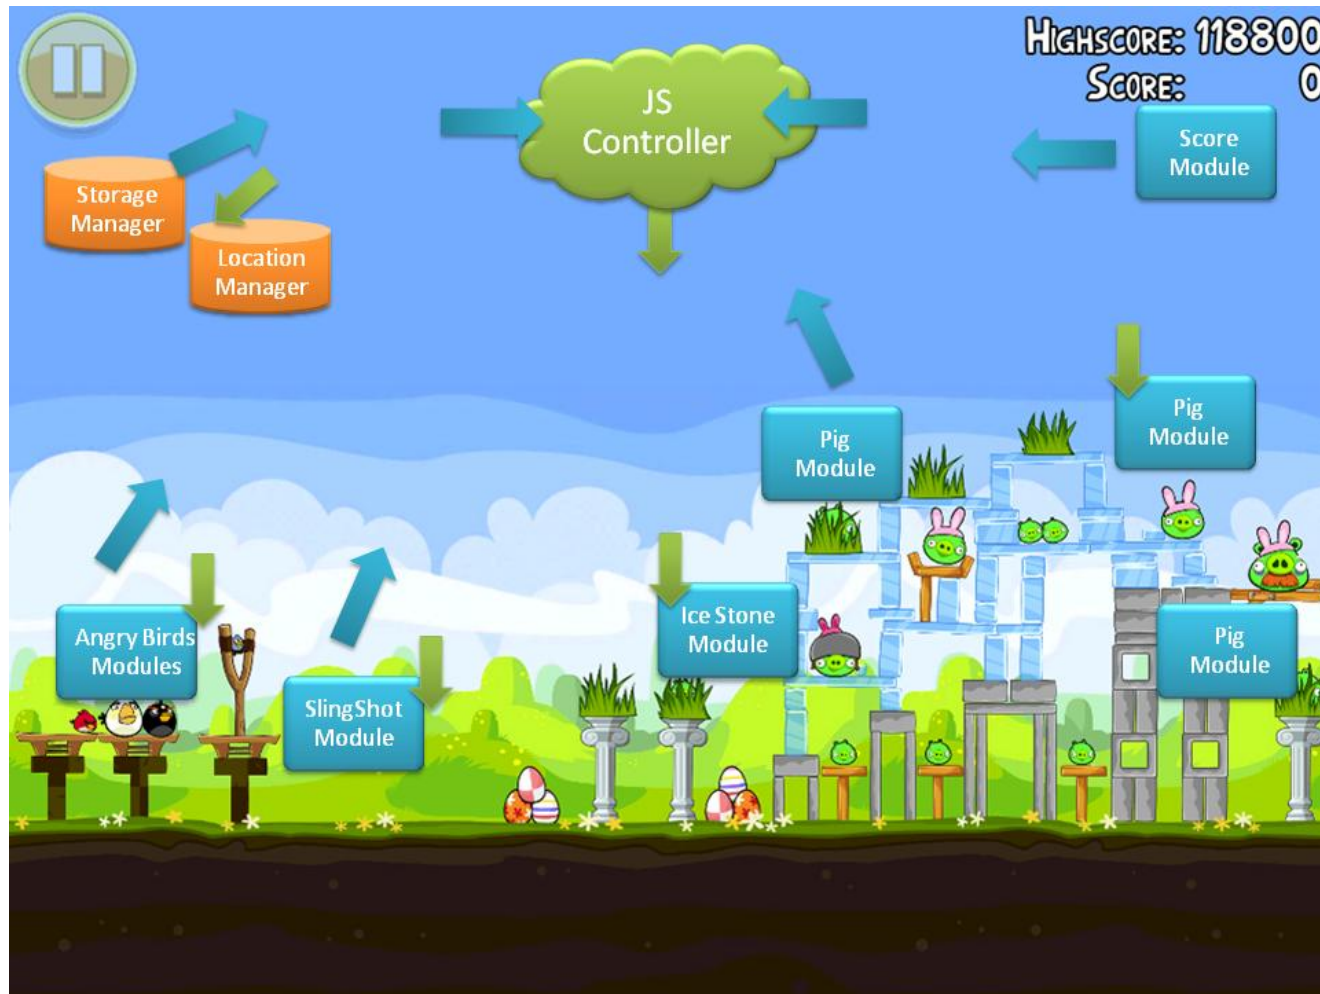 HIGHSCORE: 118800
SCORE: 0
JS
Controller
Score
Module
Storage
Manager
Location
Manager
Pig
Module
Pig
Module
Ice Stone
Module
Angry Birds
Modules
Pig
Module
SlingShot
Module